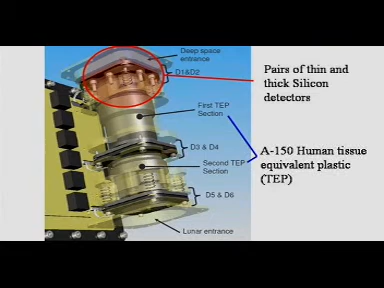 Deep space
entrance
D1&D2
First TEP
Section
D3 & D4
Second TEP
Section
D5 & D6
Lunar entrance
Pairs of thin and
thick Silicon
detectors
A-150 Human tissue
equivalent plastic
(TEP)